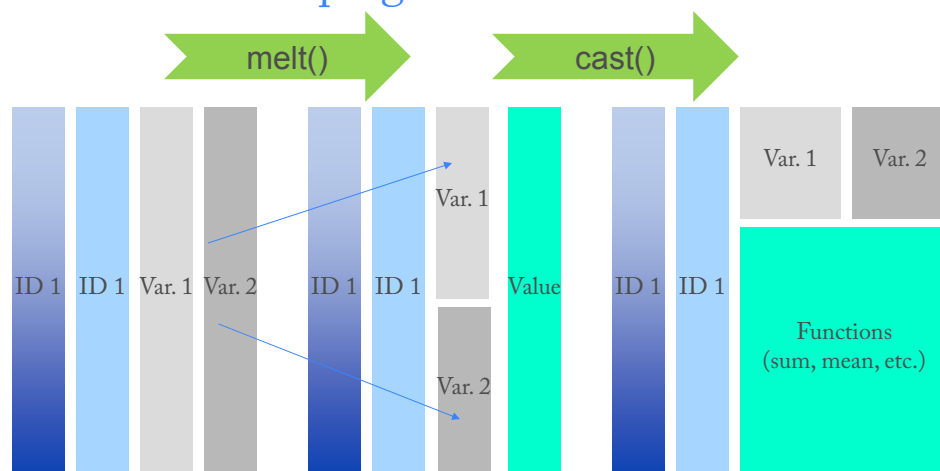 melt()
cast()
ID 1 ID 1 Var. 1 Var. 2
ID 1 ID 1 Var. 1 Var. 2 Value
ID 1 ID 1 Var. 1 Var. 2
Functions
(sum, mean, etc.)